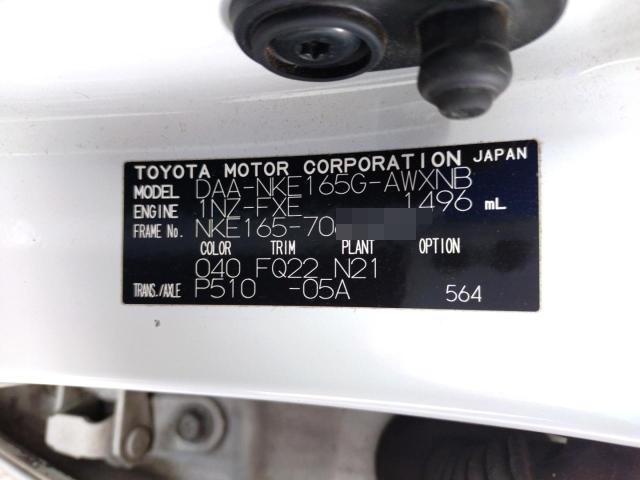 TOYOTA MOTOR CORPORATION JAPAN
MODEL DAA-NKE165G-AWXNB
ENGINE 1NZ-FXE 1496 mL
FRAME No. NKE165-70
COLOR TRIM PLANT OPTION
040 FQ22 N21
TRANS./AXLE P510 -05A 564